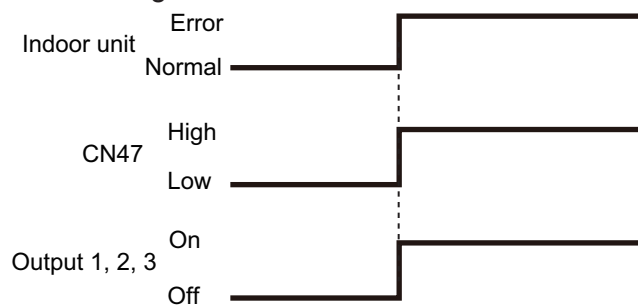 Error
Indoor unit
Normal
High
CN47
Low
On
Output 1, 2, 3
Off